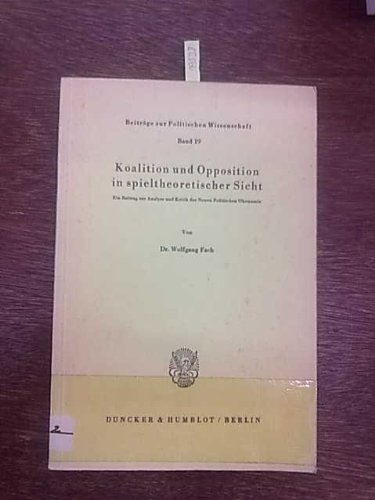 Beiträge zur Politischen Wissenschaft
Band 19
Koalition und Opposition
in spieltheoretischer Sicht
Ein Beitrag zur Analyse und Kritik der Neuen Politischen Ökonomie
Von
Dr. Wolfgang Fach
DUNCKER & HUMBLOT / BERLIN